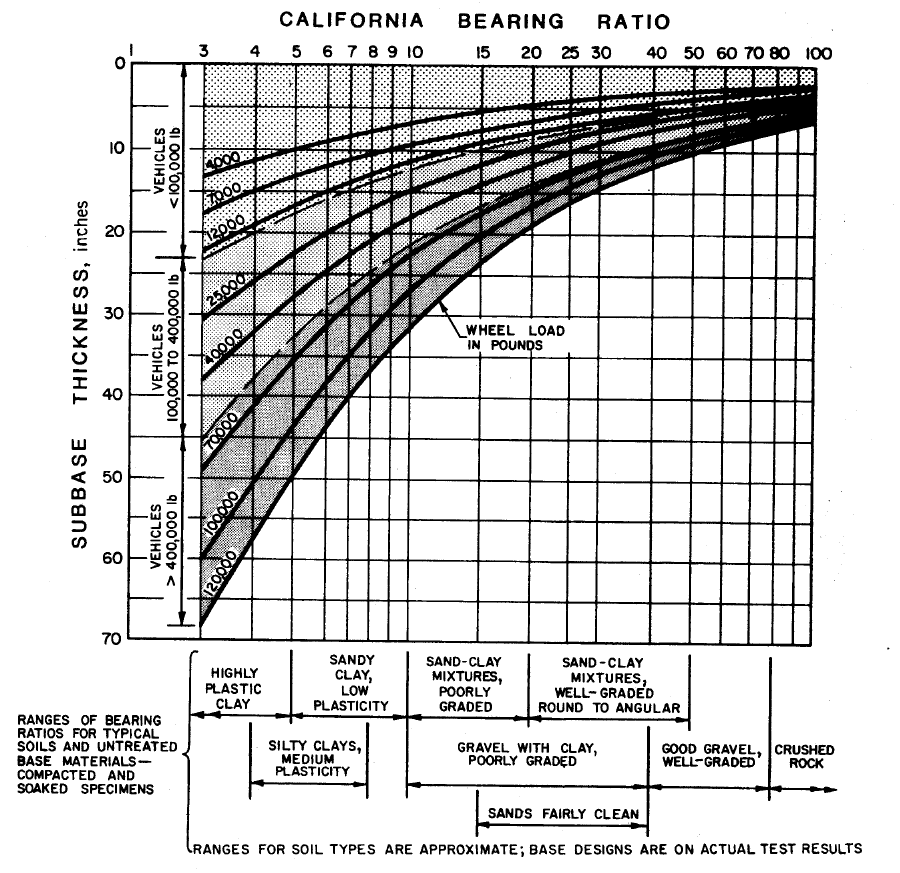 CALIFORNIA BEARING RATIO
1 3 4 5 6 7 8 9 10 15 20 25 30 40 50 60 70 80 100
0
10
20
30
40
50
60
70
SUBBASE THICKNESS, inches
VEHICLES
<100,000 lb
VEHICLES
100,000 TO 400,000 lb
VEHICLES
> 400,000 lb
4000
7000
12000
25000
40000
70000
100000
120000
WHEEL LOAD
IN POUNDS
HIGHLY
PLASTIC
CLAY
SANDY
CLAY,
LOW
PLASTICITY
SAND-CLAY
MIXTURES,
POORLY
GRADED
SAND-CLAY
MIXTURES,
WELL-GRADED
ROUND TO ANGULAR
RANGES OF BEARING
RATIOS FOR TYPICAL
SOILS AND UNTREATED
BASE MATERIALS—
COMPACTED AND
SOAKED SPECIMENS
SILTY CLAYS,
MEDIUM
PLASTICITY
GRAVEL WITH CLAY,
POORLY GRADED
GOOD GRAVEL,
WELL-GRADED
CRUSHED
ROCK
SANDS FAIRLY CLEAN
RANGES FOR SOIL TYPES ARE APPROXIMATE; BASE DESIGNS ARE ON ACTUAL TEST RESULTS